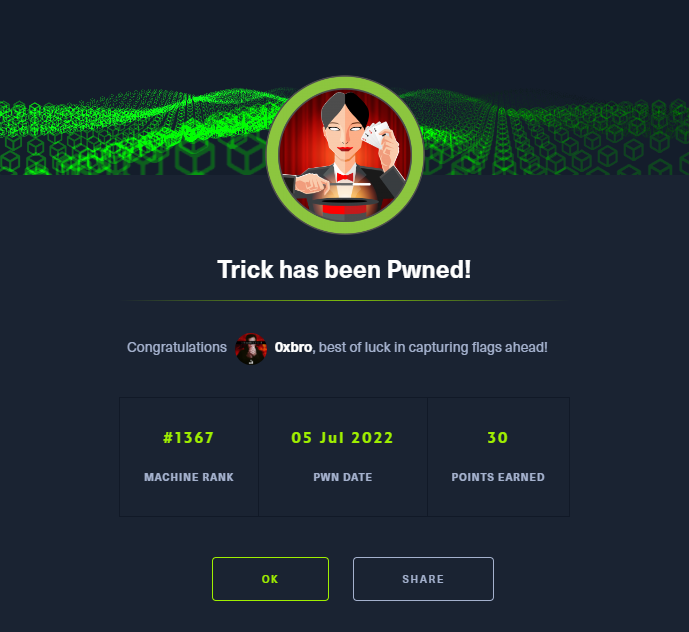 Trick has been Pwned!
Congratulations 0xbro, best of luck in capturing flags ahead!
#1367 05 Jul 2022 30
MACHINE RANK PWN DATE POINTS EARNED
OK SHARE